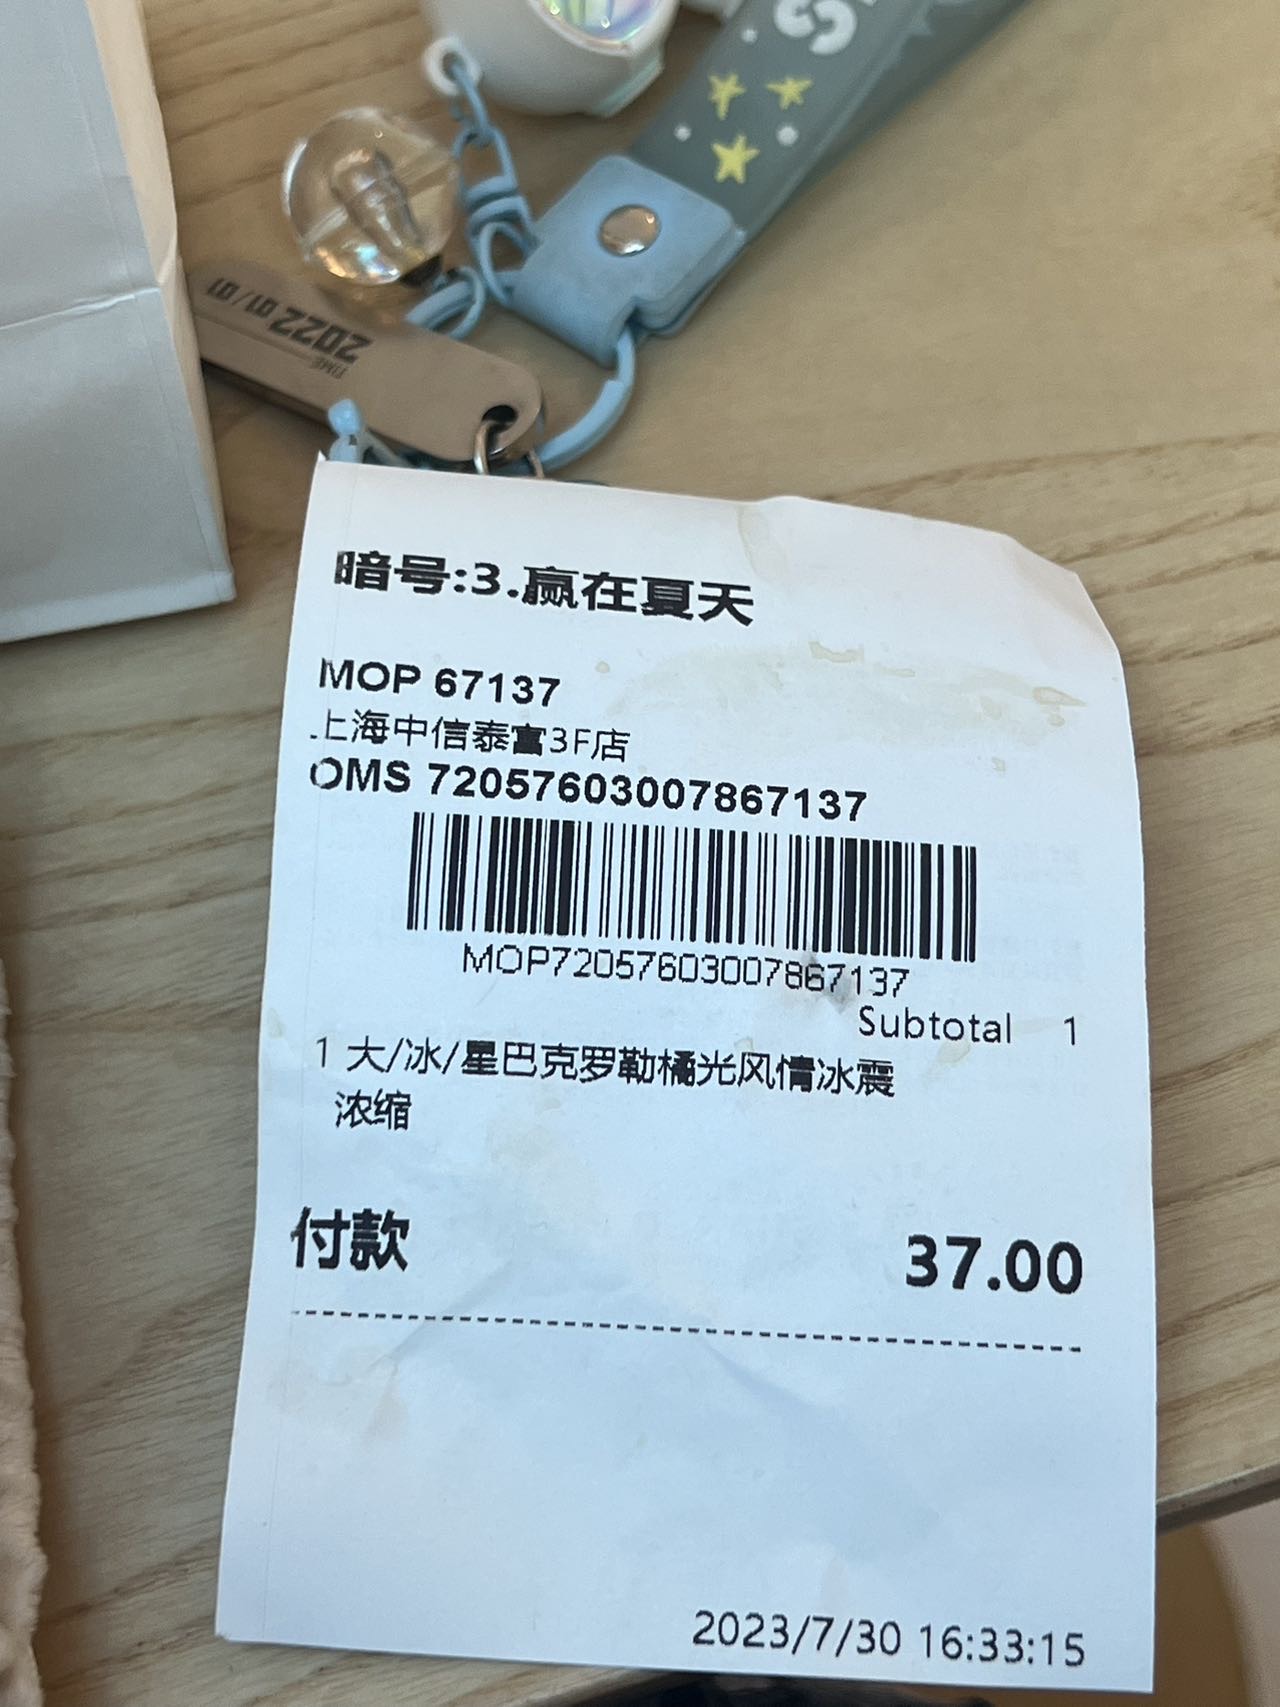 TIME
2022 01/01
暗号:3.赢在夏天
MOP 67137
上海中信泰富3F店
OMS 72057603007867137
MOP72057603007867137
Subtotal 1
1 大/冰/星巴克罗勒橘光风情冰震
浓缩
付款 37.00
2023/7/30 16:33:15